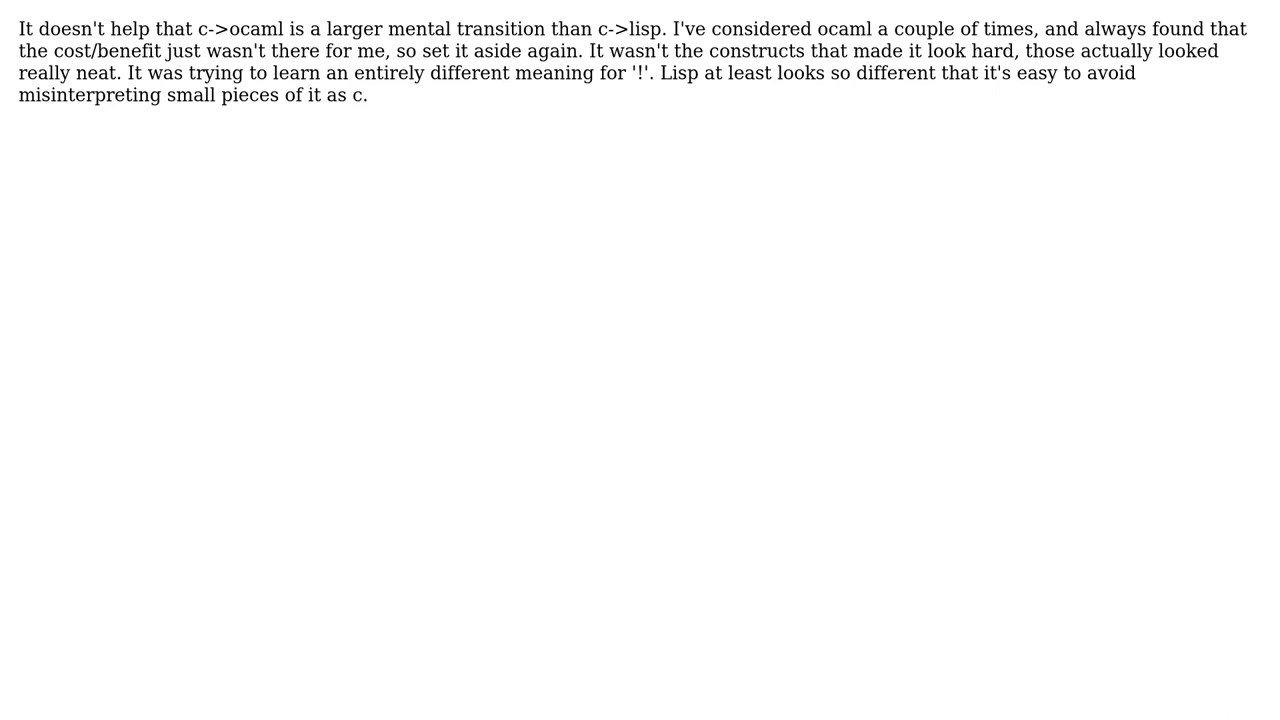 It doesn't help that c->ocaml is a larger mental transition than c->lisp. I've considered ocaml a couple of times, and always found that
the cost/benefit just wasn't there for me, so set it aside again. It wasn't the constructs that made it look hard, those actually looked
really neat. It was trying to learn an entirely different meaning for '!'. Lisp at least looks so different that it's easy to avoid
misinterpreting small pieces of it as c.